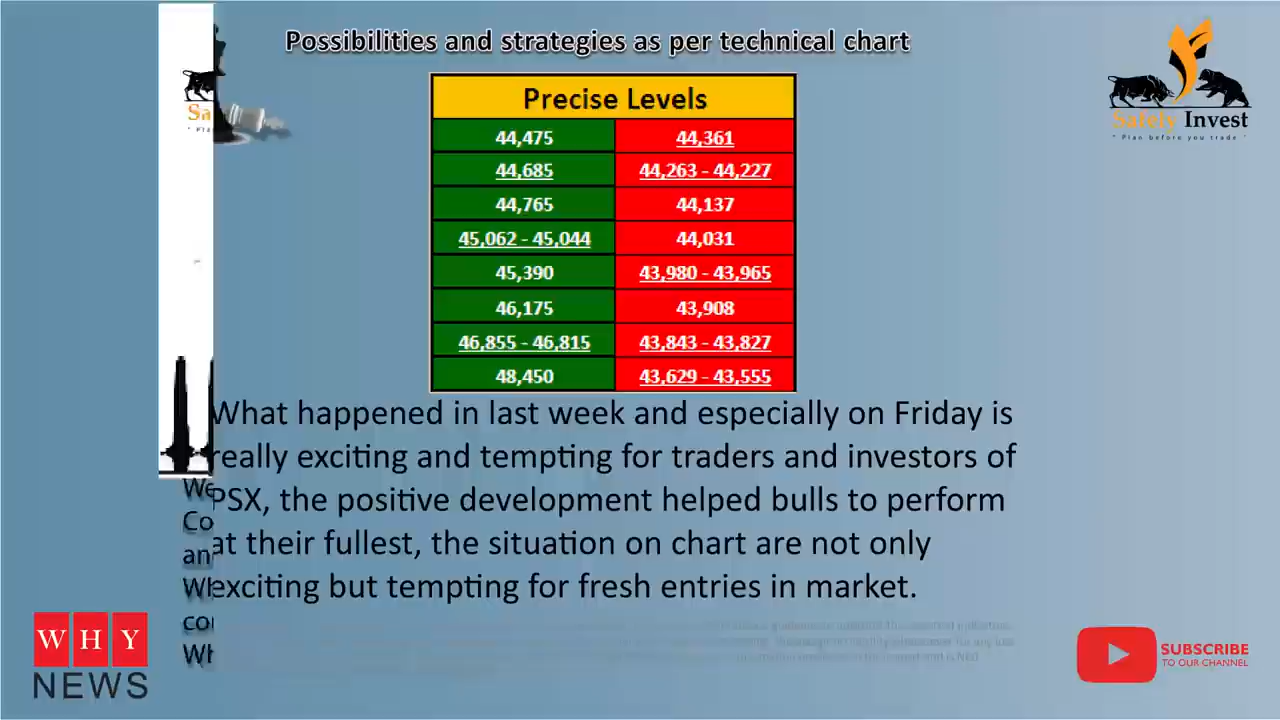 Possibilities and strategies as per technical chart
Safely Invest
" Plan before you trade "
Precise Levels
44,475 44,361
44,685 44,263 - 44,227
44,765 44,137
45,062 - 45,044 44,031
45,390 43,980 - 43,965
46,175 43,908
46,855 - 46,815 43,843 - 43,827
48,450 43,629 - 43,555
What happened in last week and especially on Friday is
really exciting and tempting for traders and investors of
PSX, the positive development helped bulls to perform
at their fullest, the situation on chart are not only
exciting but tempting for fresh entries in market.
WHY
NEWS
SUBSCRIBE
TO OUR CHANNEL